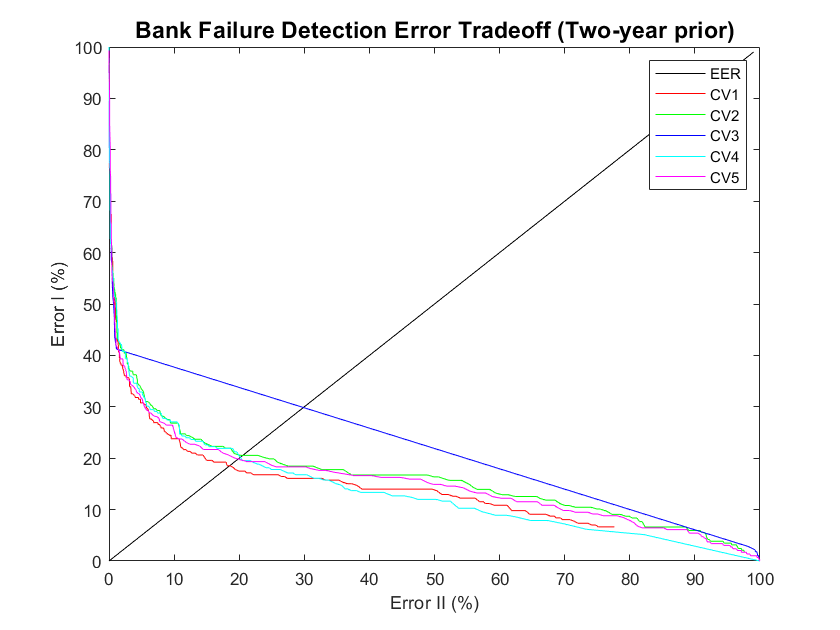 Bank Failure Detection Error Tradeoff (Two-year prior)
100
90
80
70
60
50
40
30
20
10
0
Error I (%)
EER
CV1
CV2
CV3
CV4
CV5
0 10 20 30 40 50 60 70 80 90 100
Error II (%)